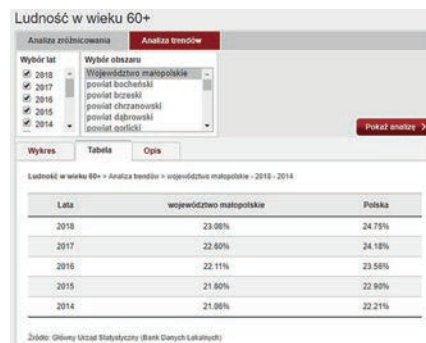 Ludność w wieku 60+
Analiza zróżnicowania Analiza trendów
Wybór lat Wybór obszaru
2018 Województwo małopolskie
2017 powiat bocheński
2016 powiat brzeski
2015 powiat chrzanowski
2014 powiat dąbrowski
powiat gorlicki
Pokaż analizę
Wykres Tabela Opis
Ludność w wieku 60+ > Analiza trendów > województwo małopolskie - 2018 - 2014
Lata województwo małopolskie Polska
2018 23.06% 24.75%
2017 22.60% 24.18%
2016 22.11% 23.56%
2015 21.60% 22.90%
2014 21.06% 22.21%
Źródło: Główny Urząd Statystyczny (Bank Danych Lokalnych)